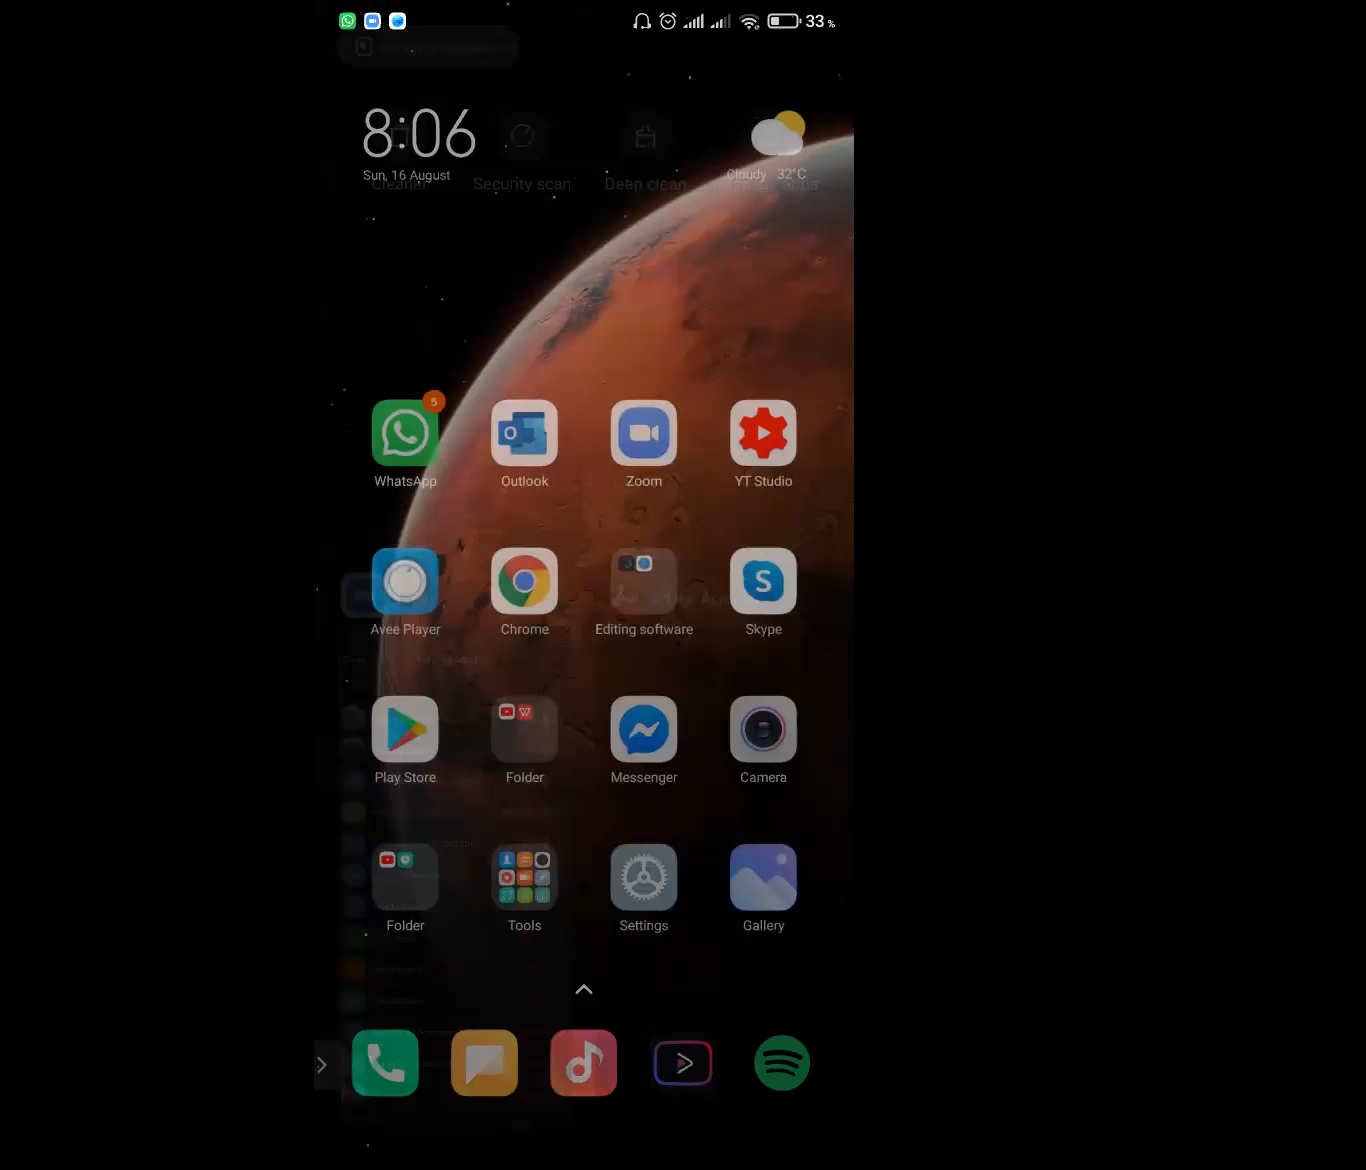 33 %
8:06
Sun, 16 August
Cloudy 32°C
Cleaner Security scan Deep clean
5
WhatsApp Outlook Zoom YT Studio
Avee Player Chrome Editing software Skype
Play Store Folder Messenger Camera
Folder Tools Settings Gallery